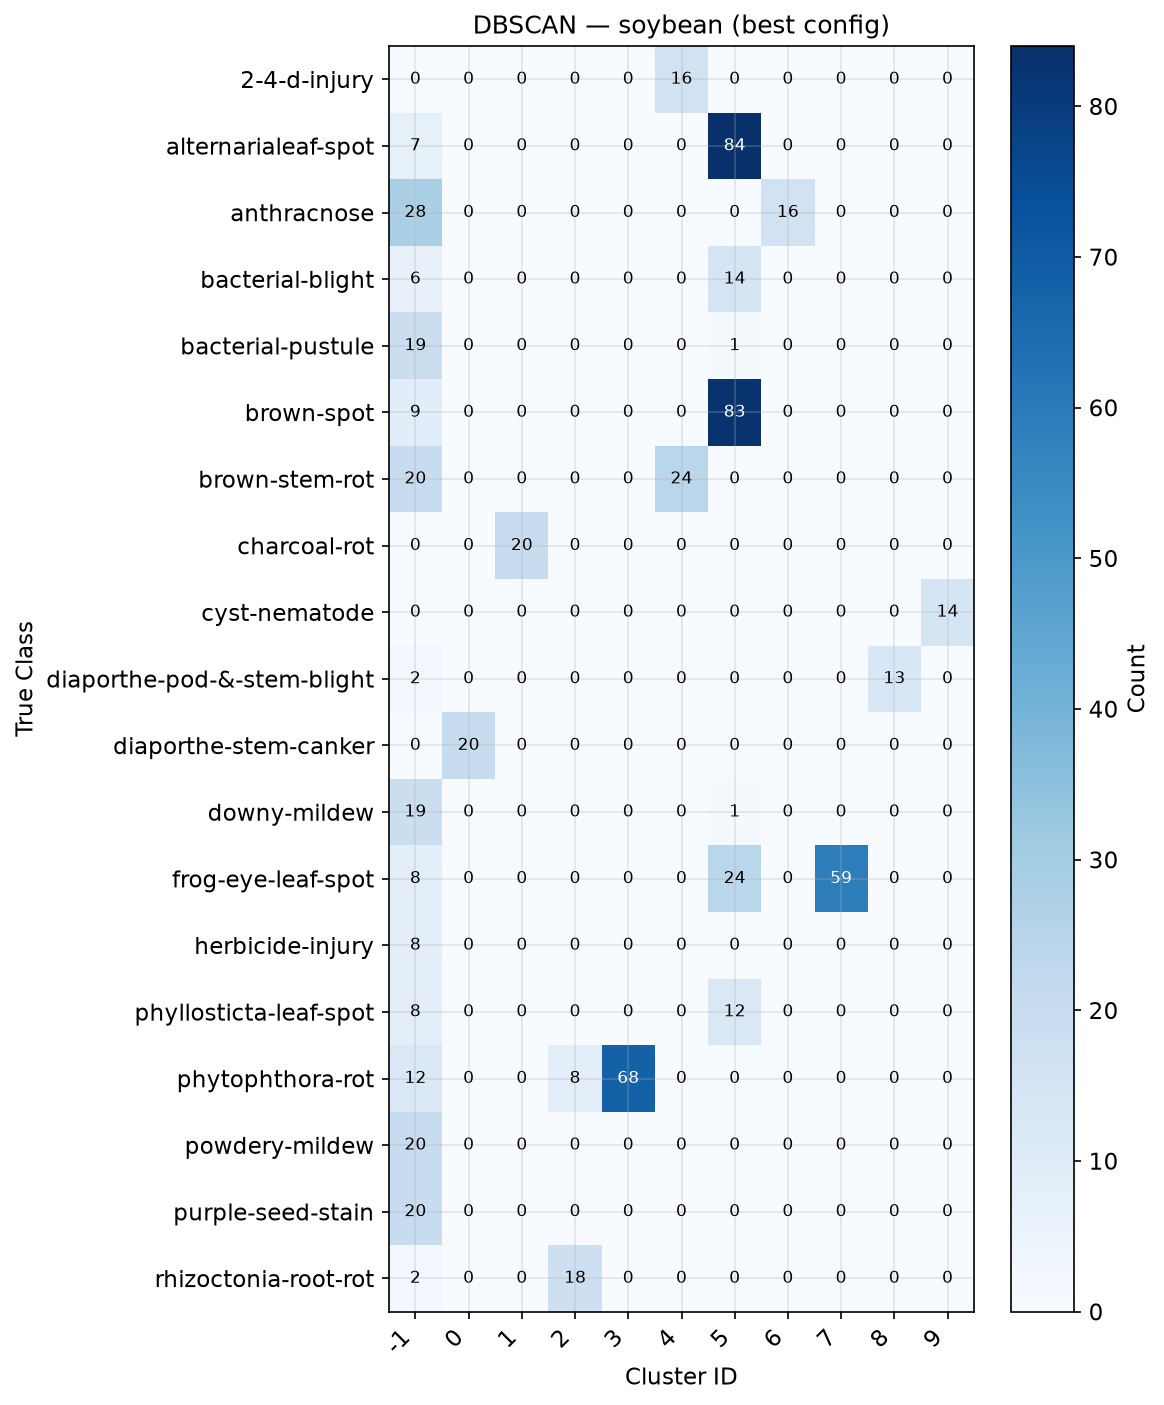 DBSCAN — soybean (best config)
2-4-d-injury 0 0 0 0 0 16 0 0 0 0 0
alternarialeaf-spot 7 0 0 0 0 0 84 0 0 0 0
anthracnose 28 0 0 0 0 0 0 16 0 0 0
bacterial-blight 6 0 0 0 0 0 14 0 0 0 0
bacterial-pustule 19 0 0 0 0 0 1 0 0 0 0
brown-spot 9 0 0 0 0 0 83 0 0 0 0
brown-stem-rot 20 0 0 0 0 24 0 0 0 0 0
charcoal-rot 0 0 20 0 0 0 0 0 0 0 0
cyst-nematode 0 0 0 0 0 0 0 0 0 0 14
diaporthe-pod-&-stem-blight 2 0 0 0 0 0 0 0 0 13 0
diaporthe-stem-canker 0 20 0 0 0 0 0 0 0 0 0
downy-mildew 19 0 0 0 0 0 1 0 0 0 0
frog-eye-leaf-spot 8 0 0 0 0 0 24 0 59 0 0
herbicide-injury 8 0 0 0 0 0 0 0 0 0 0
phyllosticta-leaf-spot 8 0 0 0 0 0 12 0 0 0 0
phytophthora-rot 12 0 0 8 68 0 0 0 0 0 0
powdery-mildew 20 0 0 0 0 0 0 0 0 0 0
purple-seed-stain 20 0 0 0 0 0 0 0 0 0 0
rhizoctonia-root-rot 2 0 0 18 0 0 0 0 0 0 0
-1 0 1 2 3 4 5 6 7 8 9
Cluster ID
True Class
80
70
60
50
40
30
20
10
0
Count